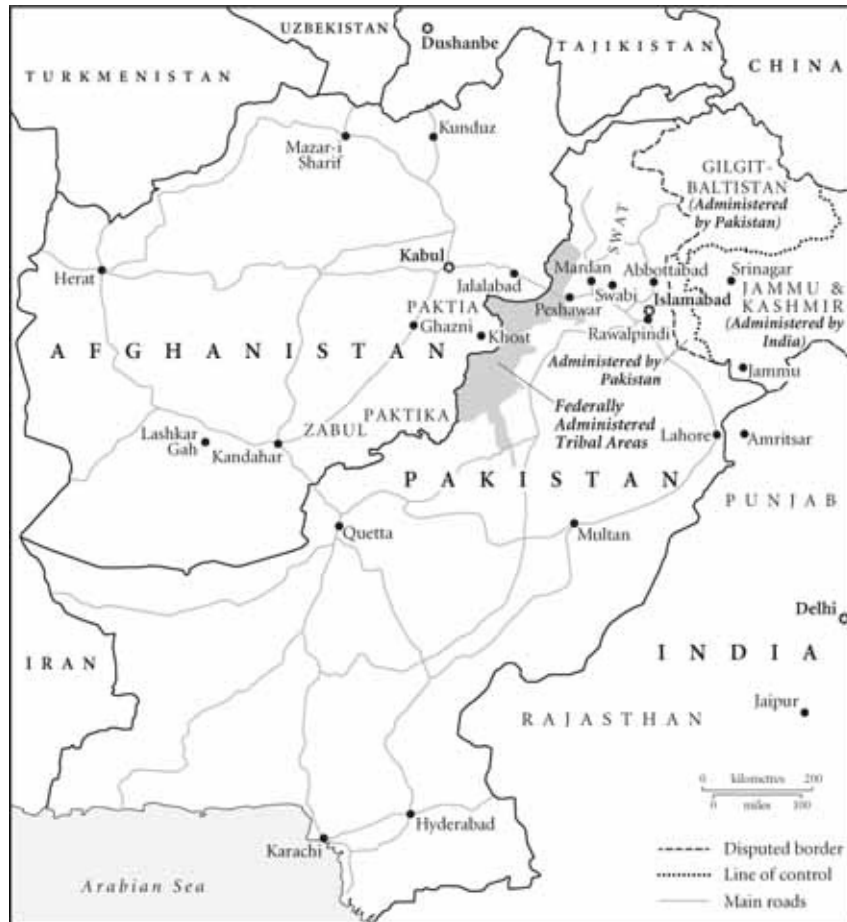 UZBEKISTAN
Dushanbe
TAJIKISTAN
CHINA
TURKMENISTAN
Kunduz
Mazar-i
Sharif
GILGIT-
BALTISTAN
(Administered
by Pakistan)
SWAT
Kabul
Herat
Jalalabad
Mardan
Abbottabad
Srinagar
Swabi
Islamabad
JAMMU &
KASHMIR
(Administered by
India)
Peshawar
PAKTIA
Ghazni
Khost
Rawalpindi
AFGHANISTAN
Administered by
Pakistan
Jammu
PAKTIKA
Federally
Administered
Tribal Areas
ZABUL
Lashkar
Gah
Kandahar
Lahore
Amritsar
PAKISTAN
PUNJAB
Quetta
Multan
Delhi
IRAN
INDIA
Jaipur
RAJASTHAN
0 kilometres 200
0 miles 100
Hyderabad
Karachi
Arabian Sea
Disputed border
Line of control
Main roads